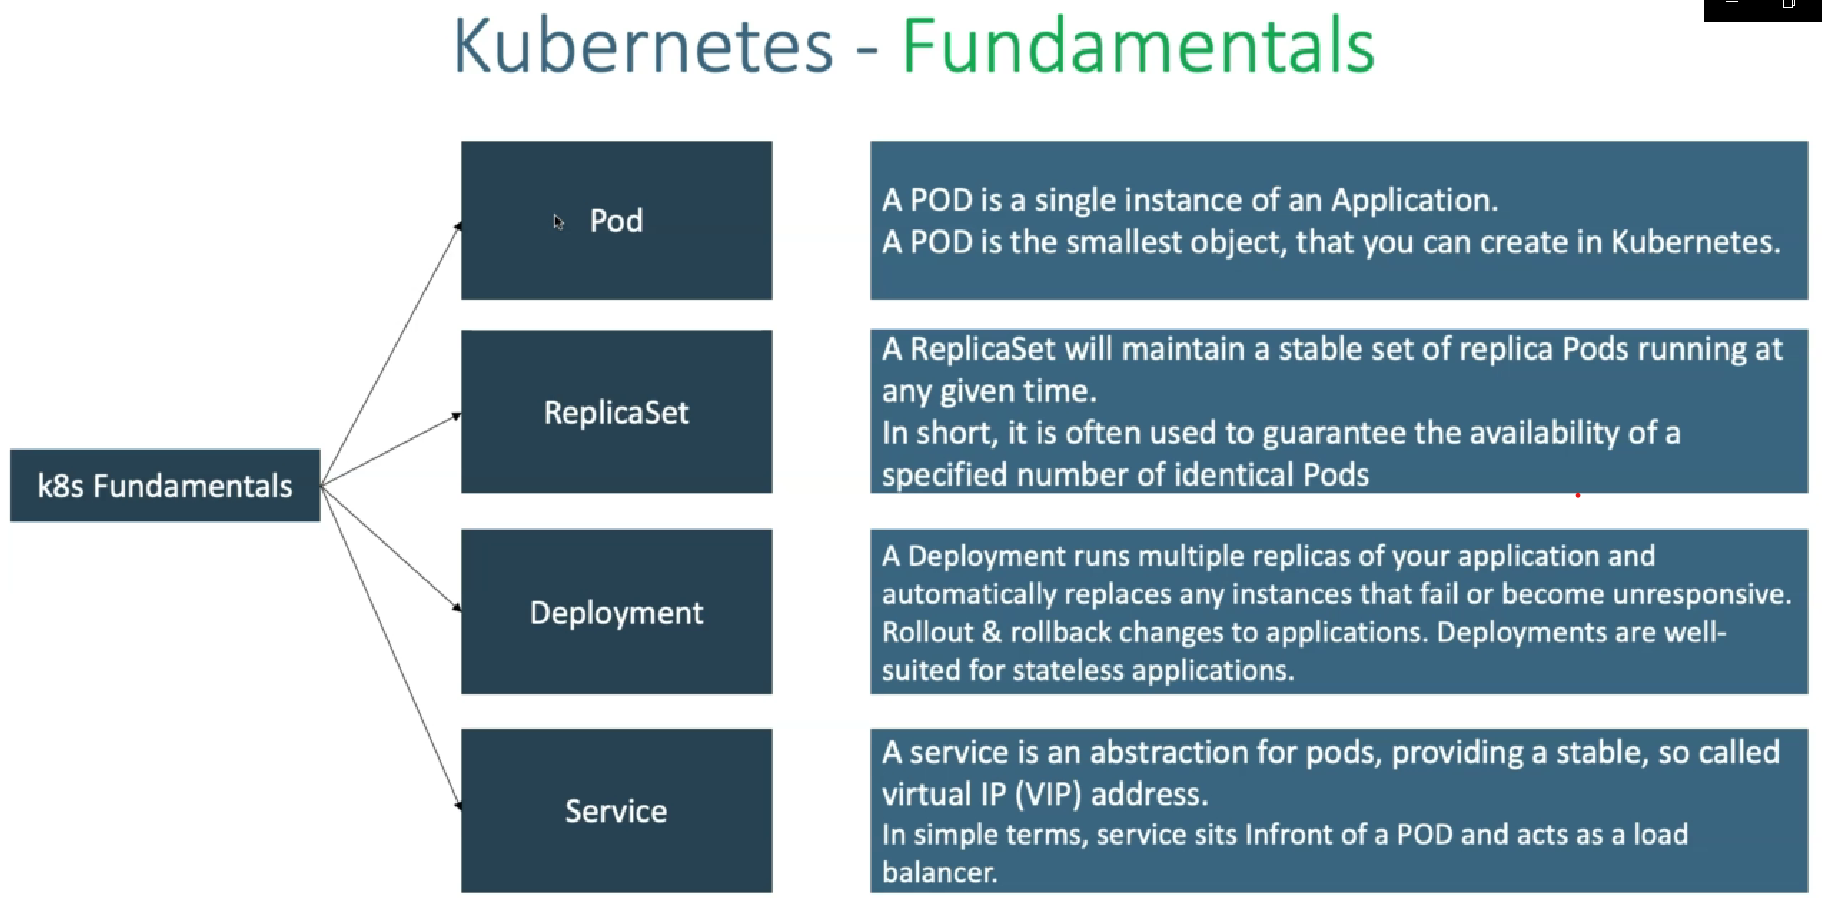 Kubernetes - Fundamentals
k8s Fundamentals
Pod
A POD is a single instance of an Application.
A POD is the smallest object, that you can create in Kubernetes.
ReplicaSet
A ReplicaSet will maintain a stable set of replica Pods running at
any given time.
In short, it is often used to guarantee the availability of a
specified number of identical Pods
Deployment
A Deployment runs multiple replicas of your application and
automatically replaces any instances that fail or become unresponsive.
Rollout & rollback changes to applications. Deployments are well-
suited for stateless applications.
Service
A service is an abstraction for pods, providing a stable, so called
virtual IP (VIP) address.
In simple terms, service sits Infront of a POD and acts as a load
balancer.